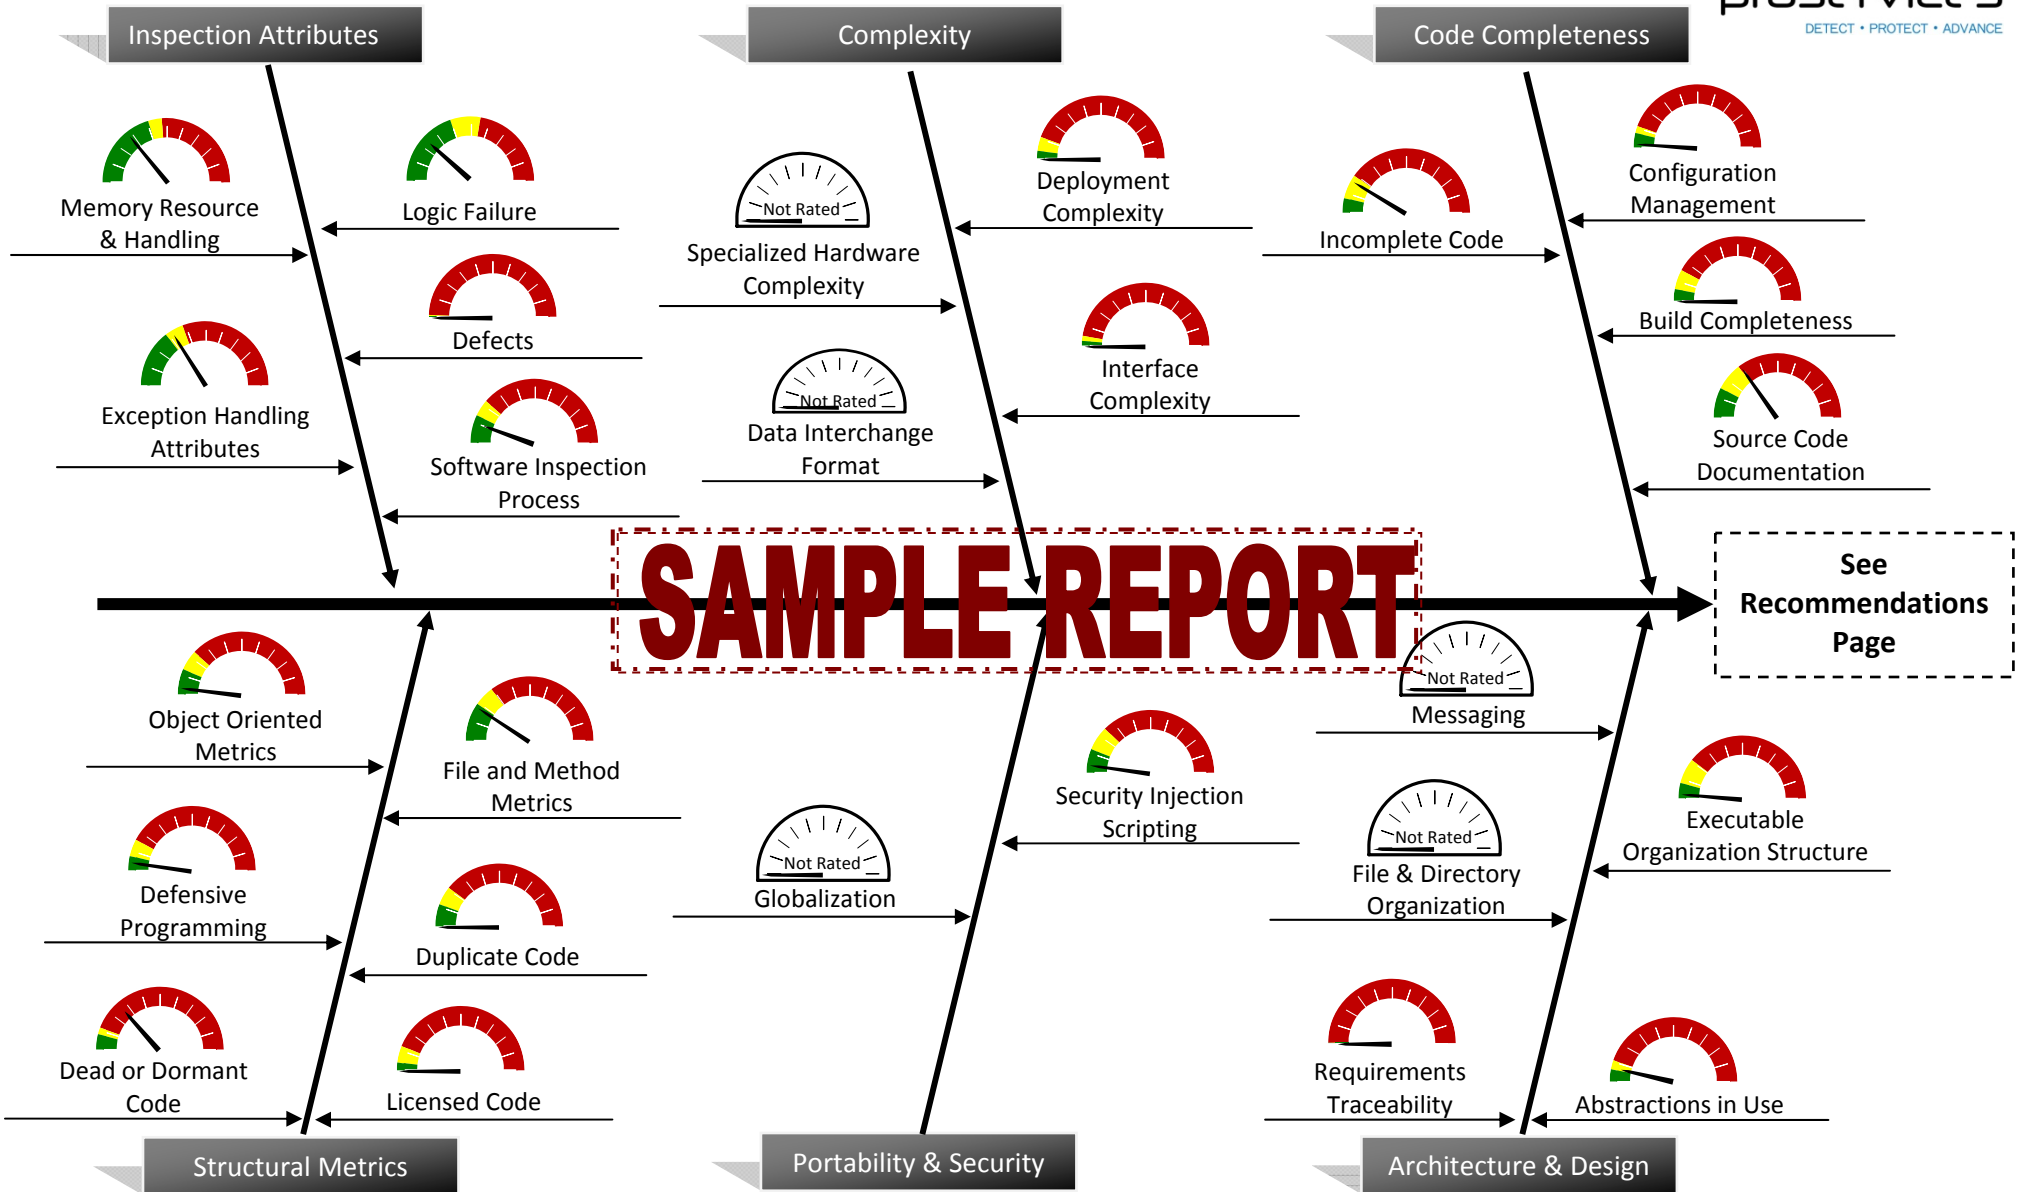 Inspection Attributes
Complexity
Code Completeness
DETECT • PROTECT • ADVANCE
Memory Resource
& Handling
Logic Failure
Defects
Exception Handling
Attributes
Software Inspection
Process
Not Rated
Specialized Hardware
Complexity
Deployment
Complexity
Not Rated
Data Interchange
Format
Interface
Complexity
Incomplete Code
Configuration
Management
Build Completeness
Source Code
Documentation
SAMPLE REPORT
See
Recommendations
Page
Object Oriented
Metrics
File and Method
Metrics
Defensive
Programming
Duplicate Code
Dead or Dormant
Code
Licensed Code
Not Rated
Globalization
Security Injection
Scripting
Not Rated
Messaging
Executable
Organization Structure
Not Rated
File & Directory
Organization
Requirements
Traceability
Abstractions in Use
Structural Metrics
Portability & Security
Architecture & Design